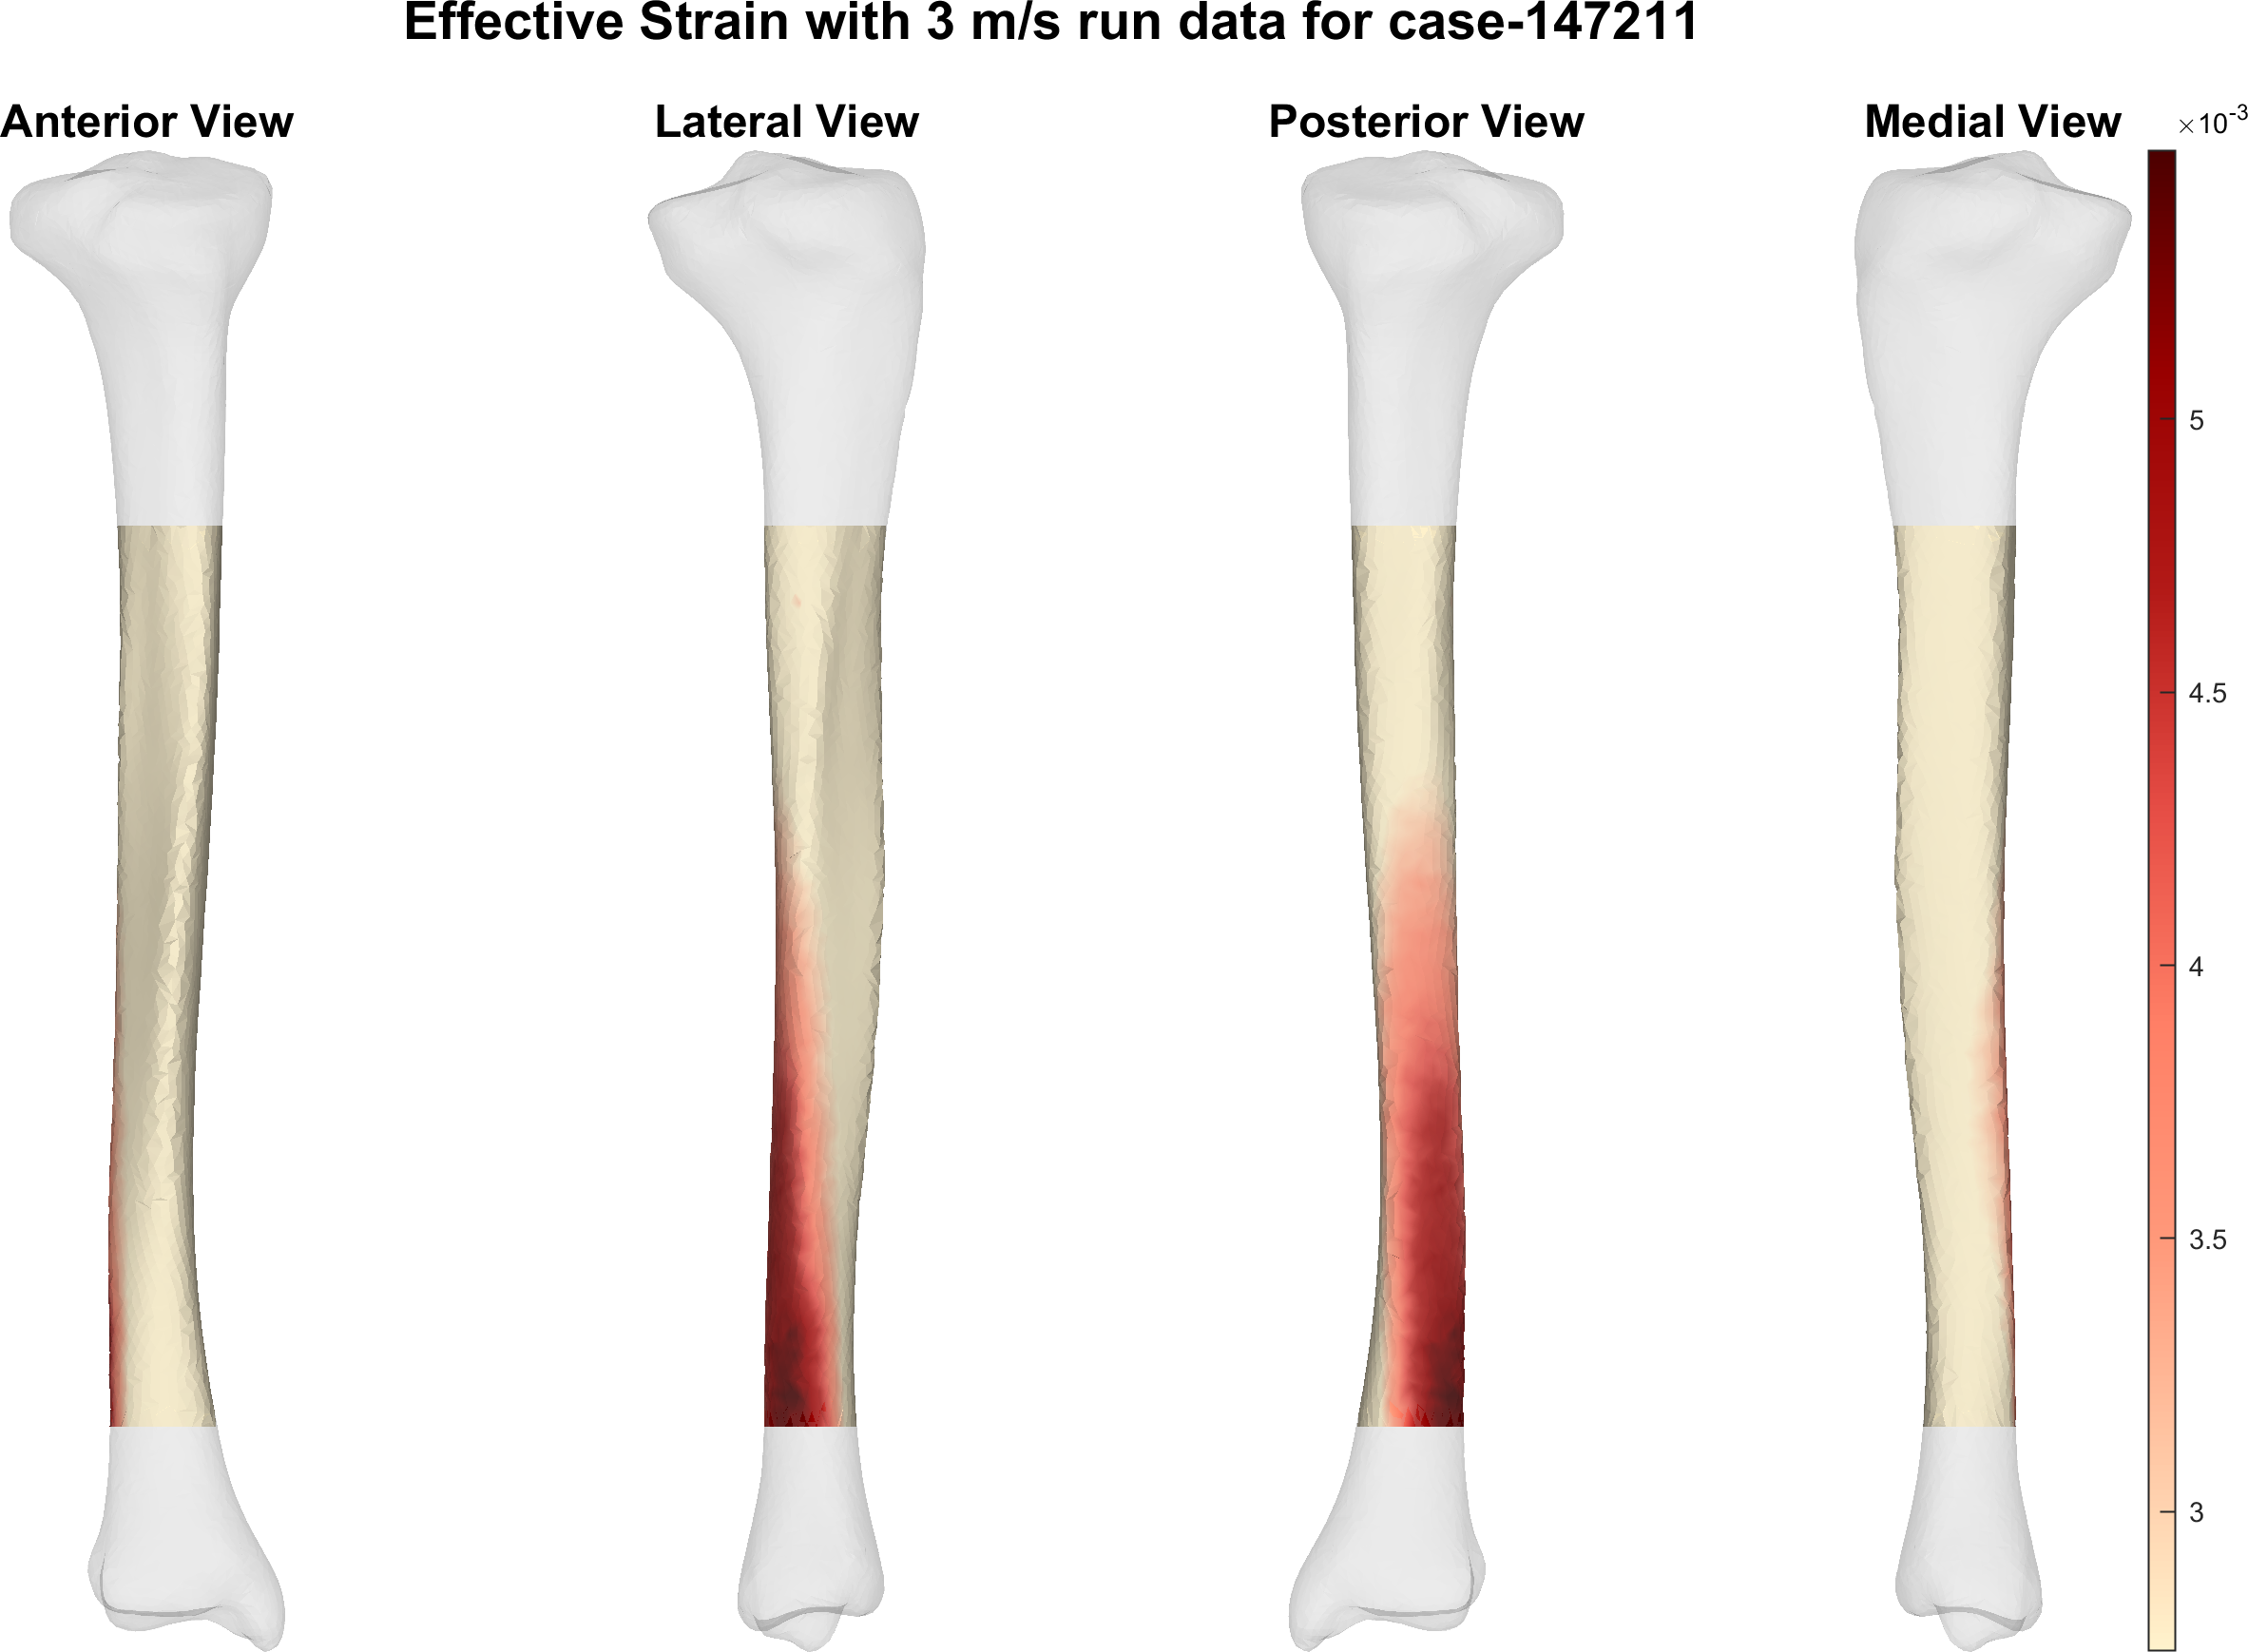 Effective Strain with 3 m/s run data for case-147211
Anterior View
Lateral View
Posterior View
Medial View
×10-3
5
4.5
4
3.5
3